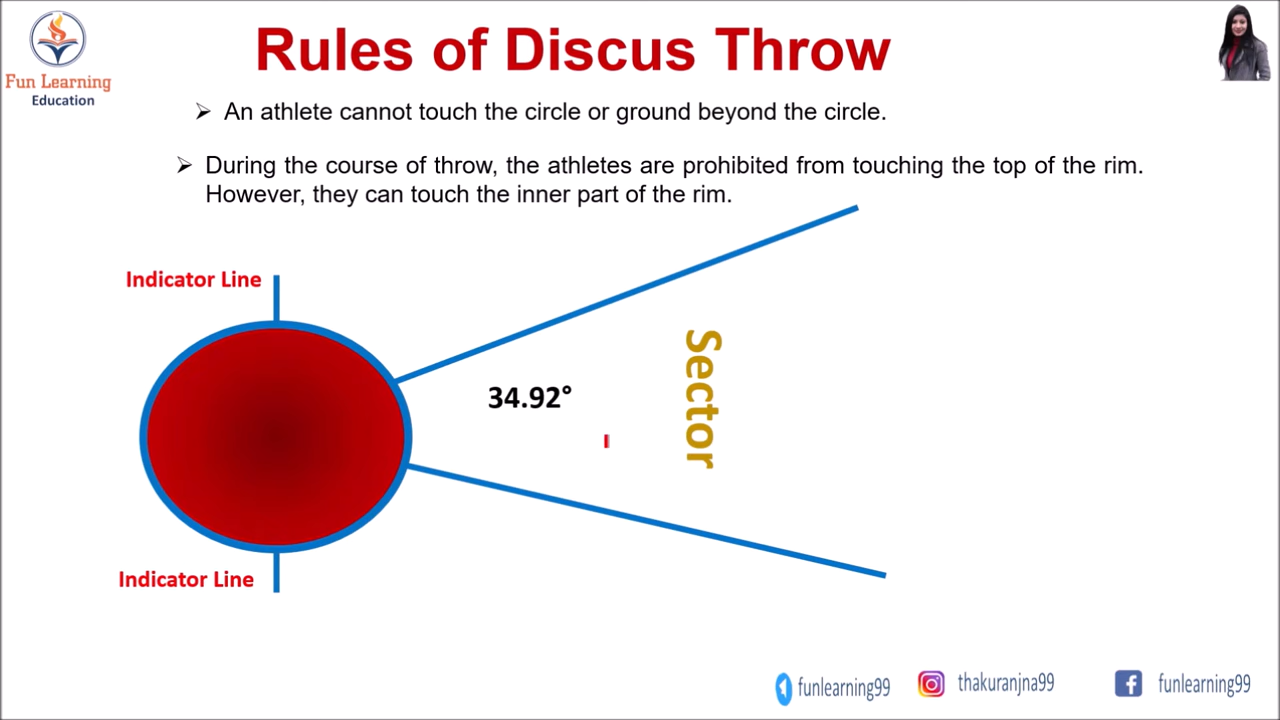 Fun Learning
Education
Rules of Discus Throw
➢ An athlete cannot touch the circle or ground beyond the circle.
➢ During the course of throw, the athletes are prohibited from touching the top of the rim.
However, they can touch the inner part of the rim.
Indicator Line
34.92°
Sector
Indicator Line
funlearning99
thakuranjna99
funlearning99